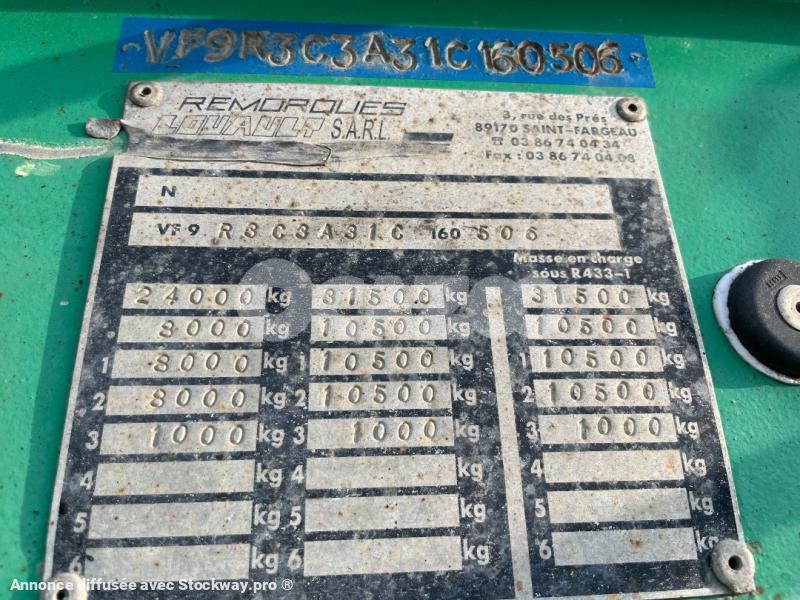 VF9R3C3A31C160506
REMORQUES
LOUAULT S.A.R.L.
3, rue des Prés
89170 SAINT-FARGEAU
☎ 03 86 74 04 34
Fax : 03 86 74 04 08
N
VF9 R3C3A31C 160 506
Masse en charge
sous R433-1
24000 kg 31500 kg 31500 kg
8000 10500 10500
1 8000 kg 1 10500 kg 1 10500 kg
2 8000 kg 2 10500 kg 2 10500 kg
3 1000 kg 3 1000 kg 3 1000 kg
4 kg kg 4 kg
5 kg 5 kg 5 kg
6 kg 6 kg 6 kg
Annonce diffusée avec Stockway.pro ®